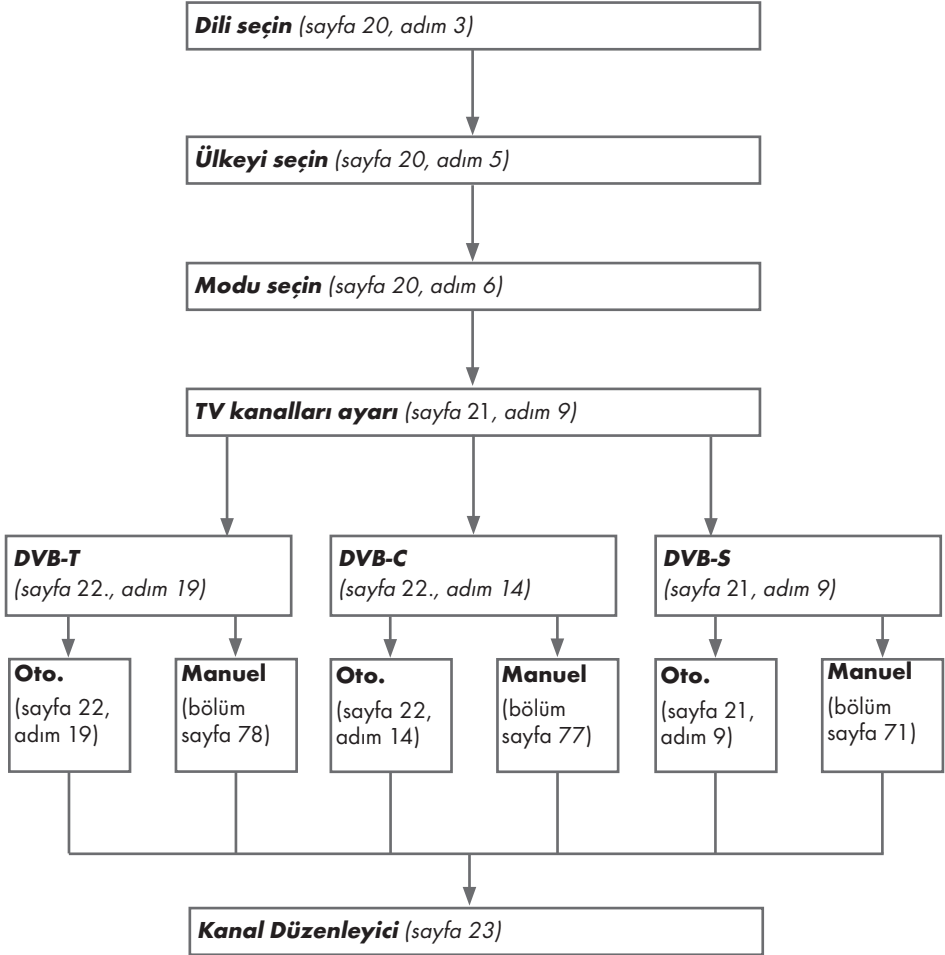 Dili seçin (sayfa 20, adım 3)
Ülkeyi seçin (sayfa 20, adım 5)
Modu seçin (sayfa 20, adım 6)
TV kanalları ayarı (sayfa 21, adım 9)
DVB-T
(sayfa 22., adım 19)
DVB-C
(sayfa 22., adım 14)
DVB-S
(sayfa 21, adım 9)
Oto.
(sayfa 22,
adım 19)
Manuel
(bölüm
sayfa 78)
Oto.
(sayfa 22,
adım 14)
Manuel
(bölüm
sayfa 77)
Oto.
(sayfa 21,
adım 9)
Manuel
(bölüm
sayfa 71)
Kanal Düzenleyici (sayfa 23)